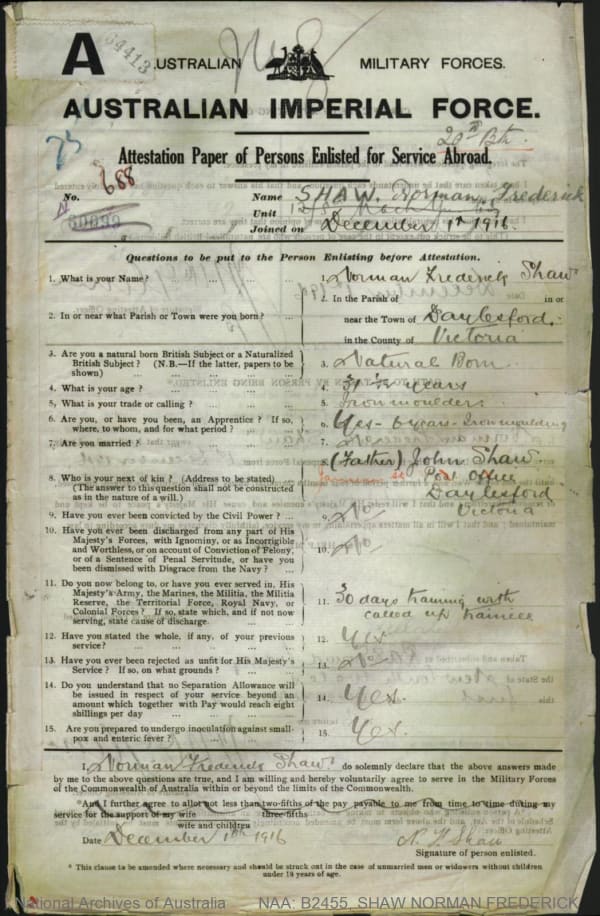 A
34413
AUSTRALIAN MILITARY FORCES.
AUSTRALIAN IMPERIAL FORCE.
20th Btn.
Attestation Paper of Persons Enlisted for Service Abroad.
No. 688
Name SHAW, Norman Frederick
Unit
Joined on December 1st 1916.
Questions to be put to the Person Enlisting before Attestation.
1. What is your Name? ... ... 1. Norman Frederick Shaw
2. In or near what Parish or Town were you born? ... 2. In the Parish of in or
near the Town of Daylesford,
in the County of Victoria
3. Are you a natural born British Subject or a Naturalized British Subject? (N.B.—If the latter, papers to be shown) 3. Natural Born
4. What is your age? 4. 31 years
5. What is your trade or calling? 5. Iron moulder
6. Are you, or have you been, an Apprentice? If so, where, to whom, and for what period? 6. Yes - 6 years - Iron moulding
7. Are you married? 7.
8. Who is your next of kin? (Address to be stated) (The answer to this question shall not be constructed as in the nature of a will.) 8. (Father) John Shaw.
Post Office
Daylesford
Victoria
9. Have you ever been convicted by the Civil Power? 9. No
10. Have you ever been discharged from any part of His Majesty's Forces, with Ignominy, or as Incorrigible and Worthless, or on account of Conviction of Felony, or of a Sentence of Penal Servitude, or have you been dismissed with Disgrace from the Navy? 10. No
11. Do you now belong to, or have you ever served in, His Majesty's Army, the Marines, the Militia, the Militia Reserve, the Territorial Force, Royal Navy, or Colonial Forces? If so, state which, and if not now serving, state cause of discharge 11. 30 days training with
called up trainees
12. Have you stated the whole, if any, of your previous service? 12. Yes
13. Have you ever been rejected as unfit for His Majesty's Service? If so, on what grounds? 13. No
14. Do you understand that no Separation Allowance will be issued in respect of your service beyond an amount which together with Pay would reach eight shillings per day 14. Yes.
15. Are you prepared to undergo inoculation against small-pox and enteric fever? 15. Yes.
I, Norman Frederick Shaw do solemnly declare that the above answers made
by me to the above questions are true, and I am willing and hereby voluntarily agree to serve in the Military Forces
of the Commonwealth of Australia within or beyond the limits of the Commonwealth.
*And I further agree to allot not less than two-fifths of the pay payable to me from time to time during my
three-fifths
service for the support of my wife
wife and children
Date December 1st 1916
N. F. Shaw
Signature of person enlisted.
* This clause to be amended where necessary and should be struck out in the case of unmarried men or widowers without children
under 18 years of age.
National Archives of Australia NAA: B2455, SHAW NORMAN FREDERICK